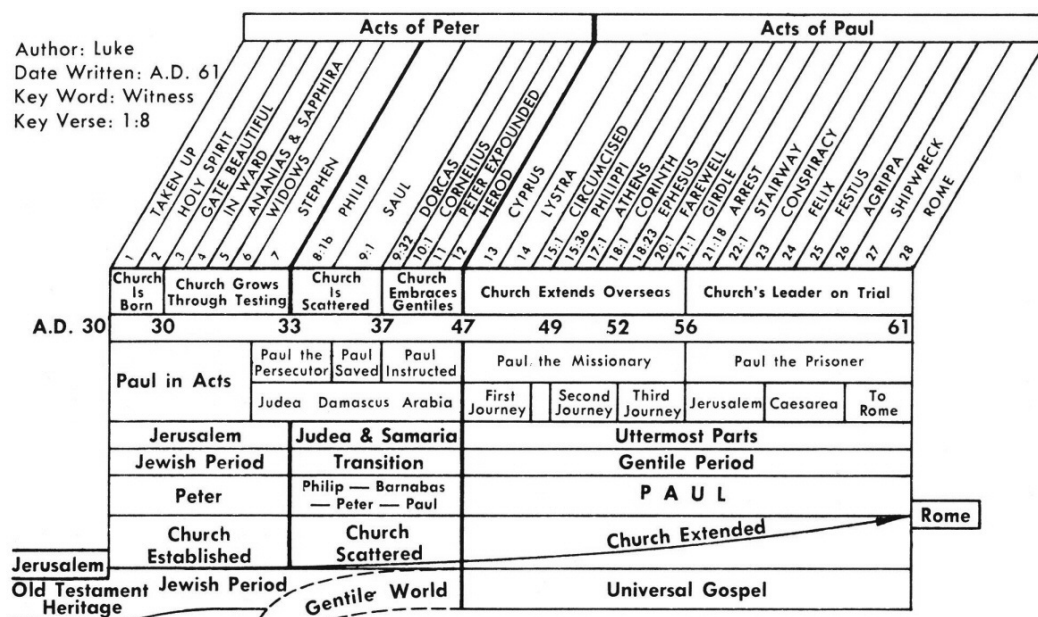 Acts of Peter
Acts of Paul
Author: Luke
Date Written: A.D. 61
Key Word: Witness
Key Verse: 1:8
TAKEN UP
HOLY SPIRIT
GATE BEAUTIFUL
IN WARD
ANANIAS & SAPPHIRA
WIDOWS
STEPHEN
PHILIP
SAUL
DORCAS
CORNELIUS
PETER EXPOUNDED
HEROD
CYPRUS
LYSTRA
CIRCUMCISED
PHILIPPI
ATHENS
CORINTH
EPHESUS
FAREWELL
GIRDLE
ARREST
STAIRWAY
CONSPIRACY
FELIX
FESTUS
AGRIPPA
SHIPWRECK
ROME
1 2 3 4 5 6 7 8:1b 9:1 9:32 10:1 11 12 13 14 15:1 15:36 17:1 18:1 18:23 20:1 21:1 21:18 22:1 23 24 25 26 27 28
Church
Is
Born
Church Grows
Through Testing
Church
Is
Scattered
Church
Embraces
Gentiles
Church Extends Overseas
Church's Leader on Trial
A.D. 30 30 33 37 47 49 52 56 61
Paul in Acts
Paul the
Persecutor
Paul
Saved
Paul
Instructed
Paul the Missionary
Paul the Prisoner
Judea Damascus Arabia
First
Journey
Second
Journey
Third
Journey
Jerusalem
Caesarea
To
Rome
Jerusalem
Judea & Samaria
Uttermost Parts
Jewish Period
Transition
Gentile Period
Peter
Philip — Barnabas
— Peter — Paul
PAUL
Church
Established
Church
Scattered
Church Extended
Rome
Jerusalem
Old Testament
Heritage
Jewish Period
Gentile World
Universal Gospel